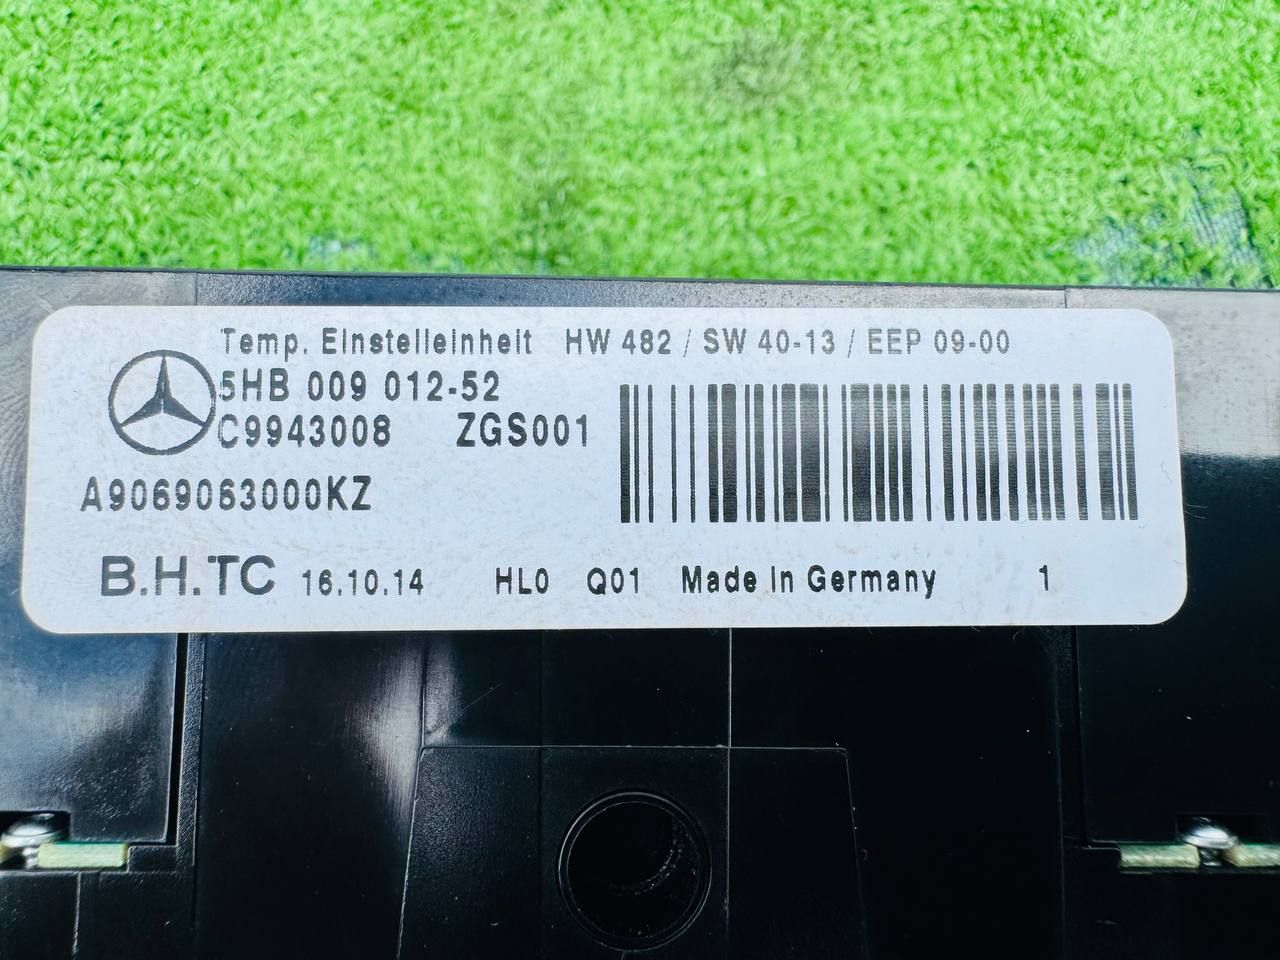 Temp. Einstelleinheit HW 482 / SW 40-13 / EEP 09-00
5HB 009 012-52
C9943008 ZGS001
A9069063000KZ
B.H.TC 16.10.14 HL0 Q01 Made in Germany 1